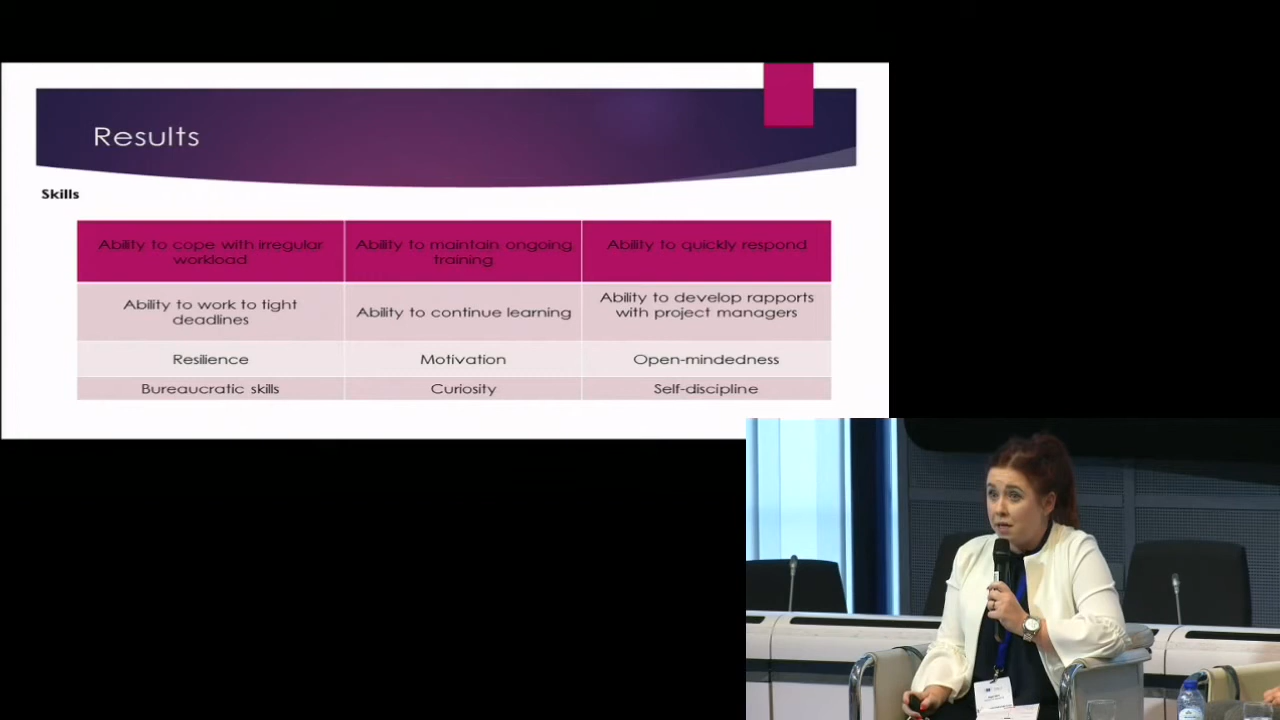 Results
Skills
Ability to cope with irregular
workload
Ability to maintain ongoing
training
Ability to quickly respond
Ability to work to tight
deadlines
Ability to continue learning
Ability to develop rapports
with project managers
Resilience
Motivation
Open-mindedness
Bureaucratic skills
Curiosity
Self-discipline